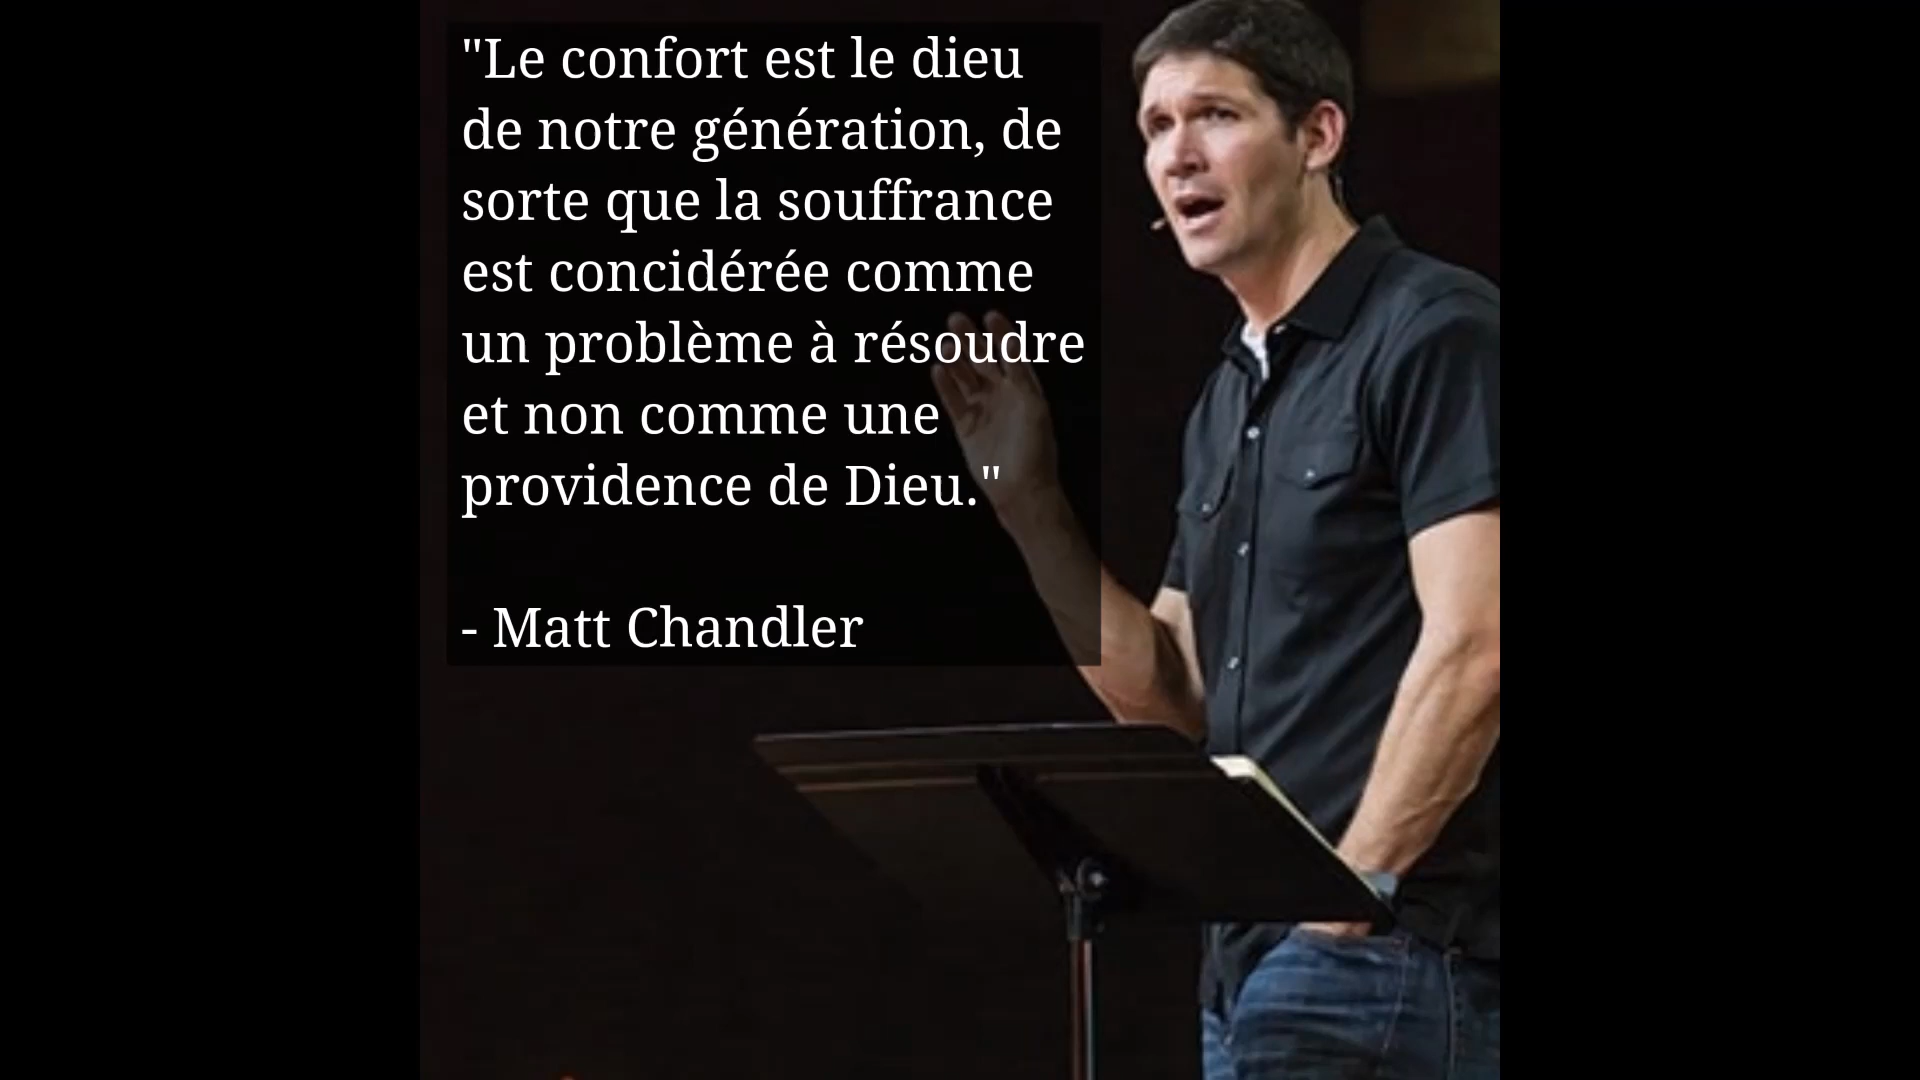 "Le confort est le dieu
de notre génération, de
sorte que la souffrance
est concidérée comme
un problème à résoudre
et non comme une
providence de Dieu."
- Matt Chandler